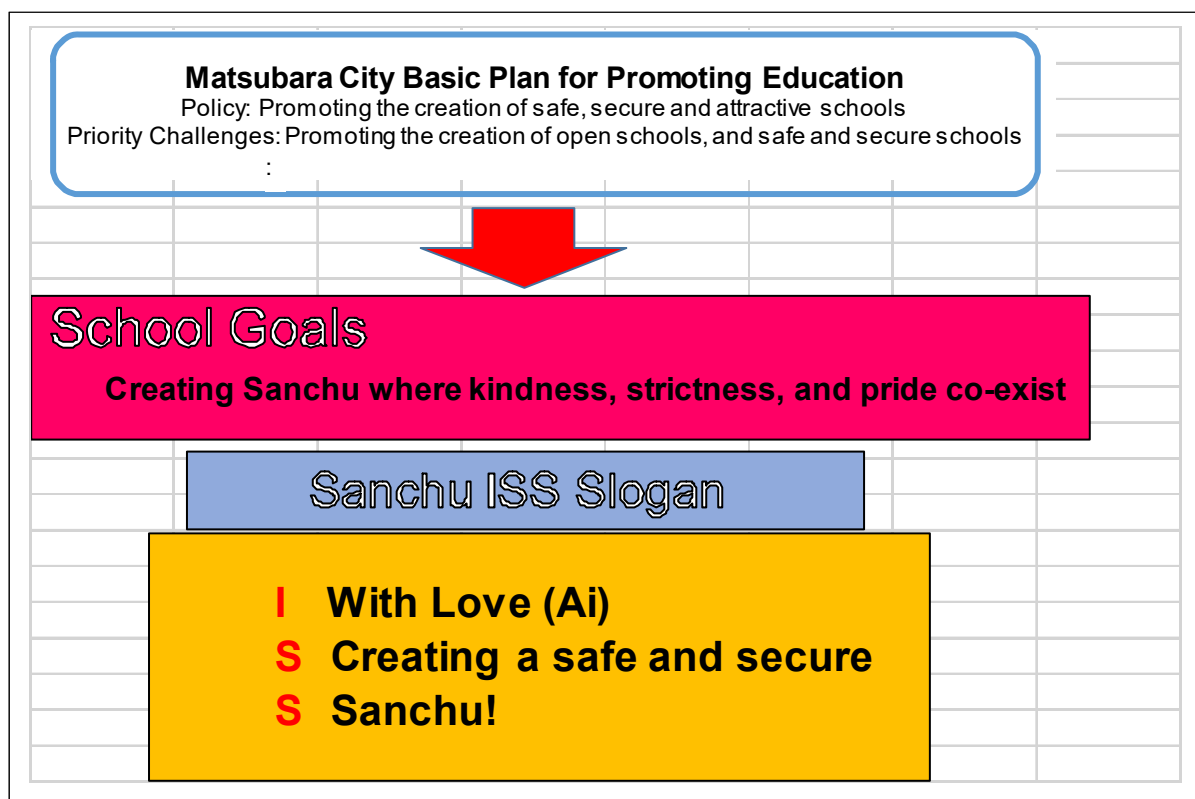 Matsubara City Basic Plan for Promoting Education
Policy: Promoting the creation of safe, secure and attractive schools
Priority Challenges: Promoting the creation of open schools, and safe and secure schools
:
School Goals
Creating Sanchu where kindness, strictness, and pride co-exist
Sanchu ISS Slogan
I With Love (Ai)
S Creating a safe and secure
S Sanchu!